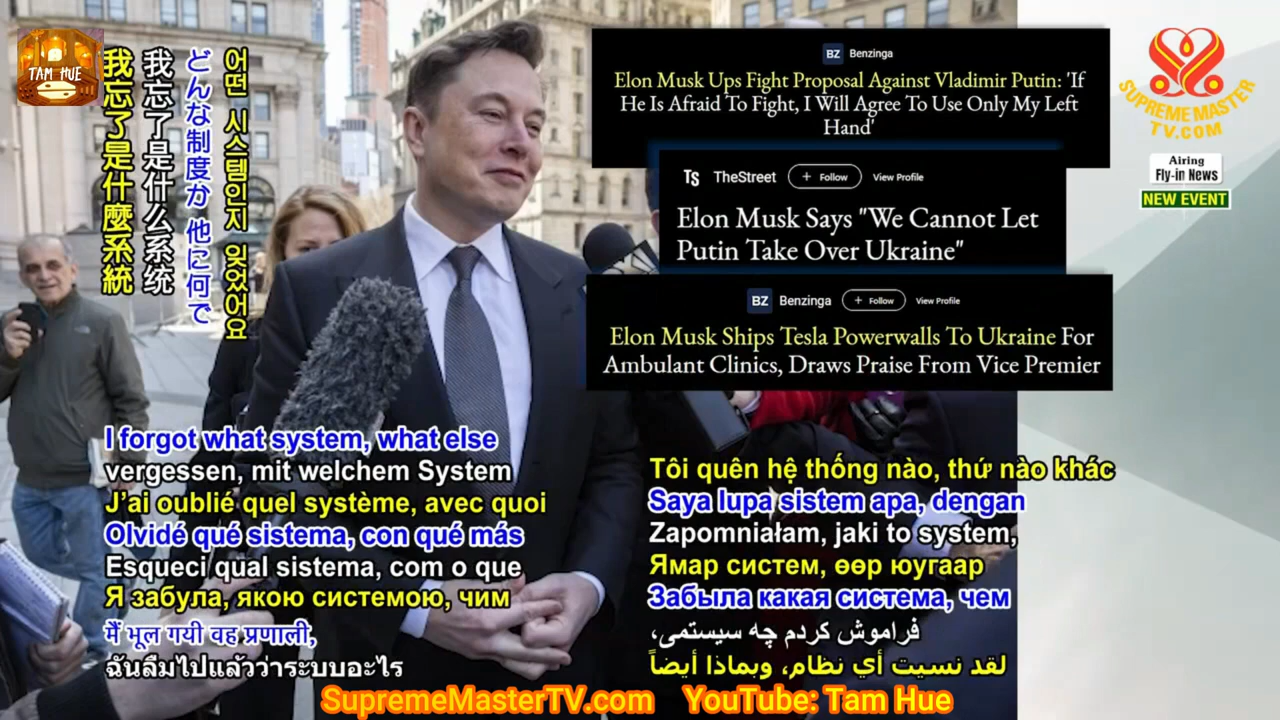 TAM HUE
我忘了是什麼系統
我忘了是什么系统
どんな制度か 他に何で
어떤 시스템인지 잊었어요
BZ Benzinga
Elon Musk Ups Fight Proposal Against Vladimir Putin: 'If
He Is Afraid To Fight, I Will Agree To Use Only My Left
Hand'
TS TheStreet + Follow View Profile
Elon Musk Says "We Cannot Let
Putin Take Over Ukraine"
BZ Benzinga + Follow View Profile
Elon Musk Ships Tesla Powerwalls To Ukraine For
Ambulant Clinics, Draws Praise From Vice Premier
SUPREME MASTER
TV.COM
Airing
Fly-in News
NEW EVENT
I forgot what system, what else
vergessen, mit welchem System
J'ai oublié quel système, avec quoi
Olvidé qué sistema, con qué más
Esqueci qual sistema, com o que
Я забула, якою системою, чим
मैं भूल गयी वह प्रणाली,
ฉันลืมไปแล้วว่าระบบอะไร
Tôi quên hệ thống nào, thứ nào khác
Saya lupa sistem apa, dengan
Zapomniałam, jaki to system,
Ямар систем, өөр юугаар
Забыла какая система, чем
فراموش کردم چه سیستمی،
لقد نسيت أي نظام، وبماذا أيضاً
SupremeMasterTV.com YouTube: Tam Hue